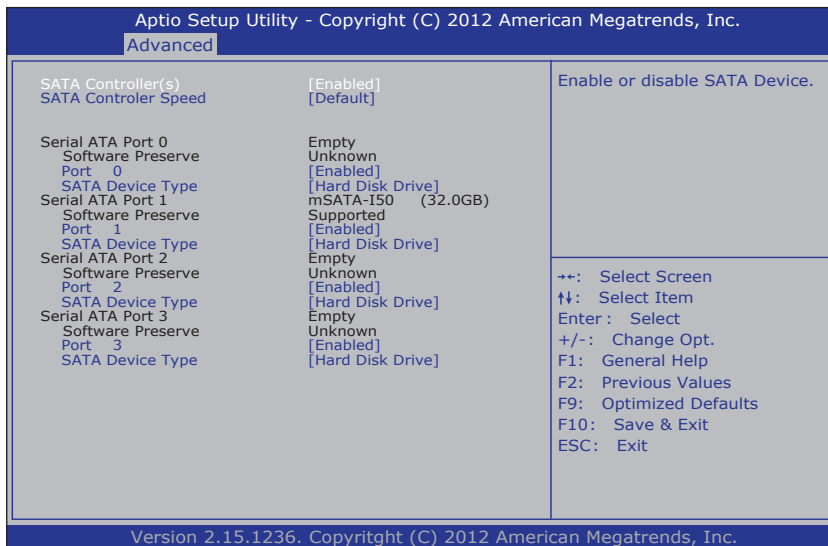 Aptio Setup Utility - Copyright (C) 2012 American Megatrends, Inc.
Advanced
SATA Controller(s) [Enabled]
SATA Controler Speed [Default]
Serial ATA Port 0 Empty
Software Preserve Unknown
Port 0 [Enabled]
SATA Device Type [Hard Disk Drive]
Serial ATA Port 1 mSATA-I50 (32.0GB)
Software Preserve Supported
Port 1 [Enabled]
SATA Device Type [Hard Disk Drive]
Serial ATA Port 2 Empty
Software Preserve Unknown
Port 2 [Enabled]
SATA Device Type [Hard Disk Drive]
Serial ATA Port 3 Empty
Software Preserve Unknown
Port 3 [Enabled]
SATA Device Type [Hard Disk Drive]
Enable or disable SATA Device.
→←: Select Screen
↑↓: Select Item
Enter : Select
+/-: Change Opt.
F1: General Help
F2: Previous Values
F9: Optimized Defaults
F10: Save & Exit
ESC: Exit
Version 2.15.1236. Copyritght (C) 2012 American Megatrends, Inc.